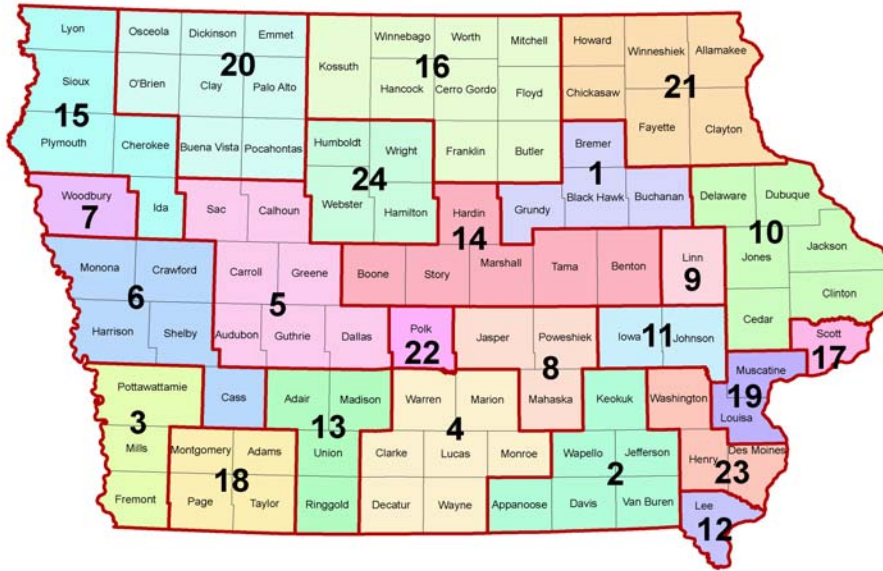 Lyon
Osceola
Dickinson
Emmet
Winnebago
Worth
Mitchell
Howard
Winneshiek
Allamakee
20
16
Kossuth
Sioux
O'Brien
Clay
Palo Alto
Hancock
Cerro Gordo
Floyd
Chickasaw
21
15
Plymouth
Cherokee
Buena Vista
Pocahontas
Humboldt
Wright
Franklin
Butler
Bremer
Fayette
Clayton
24
1
Woodbury
7
Ida
Sac
Calhoun
Webster
Hamilton
Hardin
Grundy
Black Hawk
Buchanan
Delaware
Dubuque
14
10
Monona
Crawford
Carroll
Greene
Boone
Story
Marshall
Tama
Benton
Linn
9
Jones
Jackson
6
5
Clinton
Harrison
Shelby
Audubon
Guthrie
Dallas
Polk
22
Jasper
Poweshiek
Iowa
11
Johnson
Cedar
Scott
17
8
Pottawattamie
Cass
Adair
Madison
Warren
Marion
Mahaska
Keokuk
Washington
Muscatine
19
Louisa
3
13
4
Mills
Montgomery
Adams
Union
Clarke
Lucas
Monroe
Wapello
Jefferson
Henry
Des Moines
18
2
23
Fremont
Page
Taylor
Ringgold
Decatur
Wayne
Appanoose
Davis
Van Buren
Lee
12